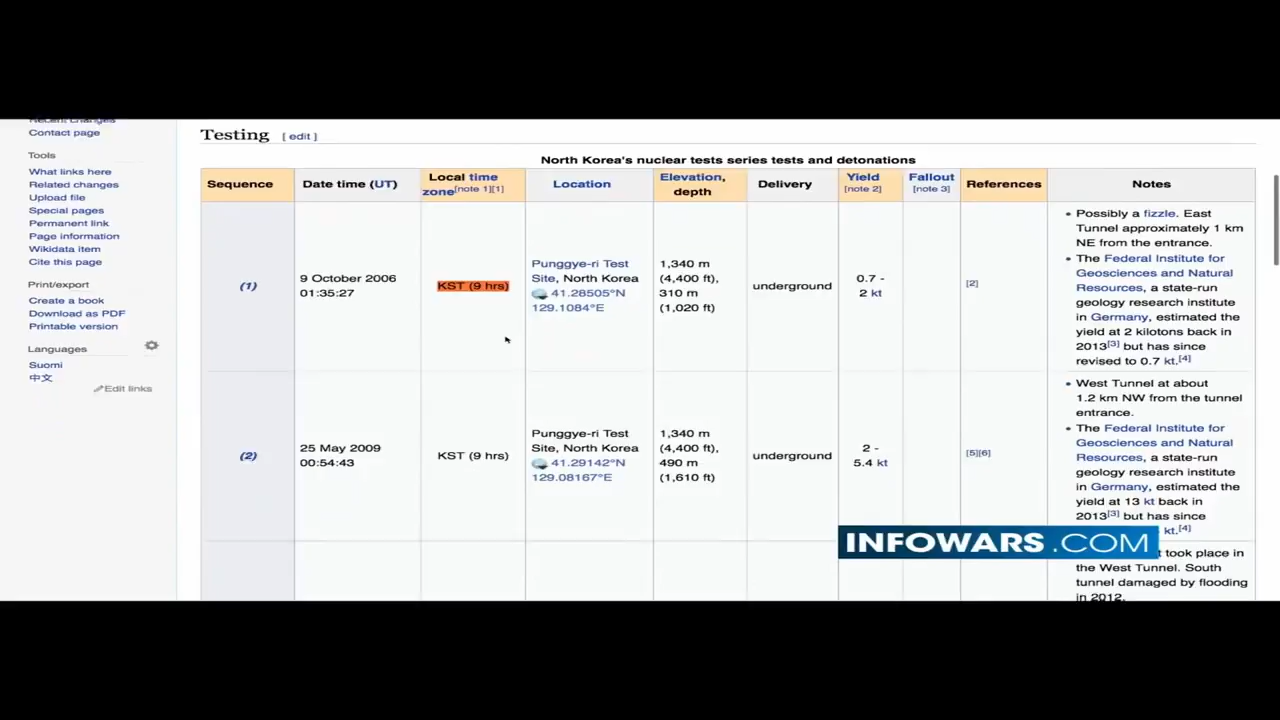 Recent changes
Contact page
Tools
What links here
Related changes
Upload file
Special pages
Permanent link
Page information
Wikidata item
Cite this page
Print/export
Create a book
Download as PDF
Printable version
Languages
Suomi
中文
Edit links
Testing [ edit ]
North Korea's nuclear tests series tests and detonations
Sequence
Date time (UT)
Local time
zone[note 1][1]
Location
Elevation,
depth
Delivery
Yield
[note 2]
Fallout
[note 3]
References
Notes
(1)
9 October 2006
01:35:27
KST (9 hrs)
Punggye-ri Test
Site, North Korea
41.28505°N
129.1084°E
1,340 m
(4,400 ft),
310 m
(1,020 ft)
underground
0.7 -
2 kt
[2]
• Possibly a fizzle. East
Tunnel approximately 1 km
NE from the entrance.
• The Federal Institute for
Geosciences and Natural
Resources, a state-run
geology research institute
in Germany, estimated the
yield at 2 kilotons back in
2013[3] but has since
revised to 0.7 kt.[4]
(2)
25 May 2009
00:54:43
KST (9 hrs)
Punggye-ri Test
Site, North Korea
41.29142°N
129.08167°E
1,340 m
(4,400 ft),
490 m
(1,610 ft)
underground
2 -
5.4 kt
[5][6]
• West Tunnel at about
1.2 km NW from the tunnel
entrance.
• The Federal Institute for
Geosciences and Natural
Resources, a state-run
geology research institute
in Germany, estimated the
yield at 13 kt back in
2013[3] but has since
kt.[4]
took place in
the West Tunnel. South
tunnel damaged by flooding
in 2012.
INFOWARS.COM